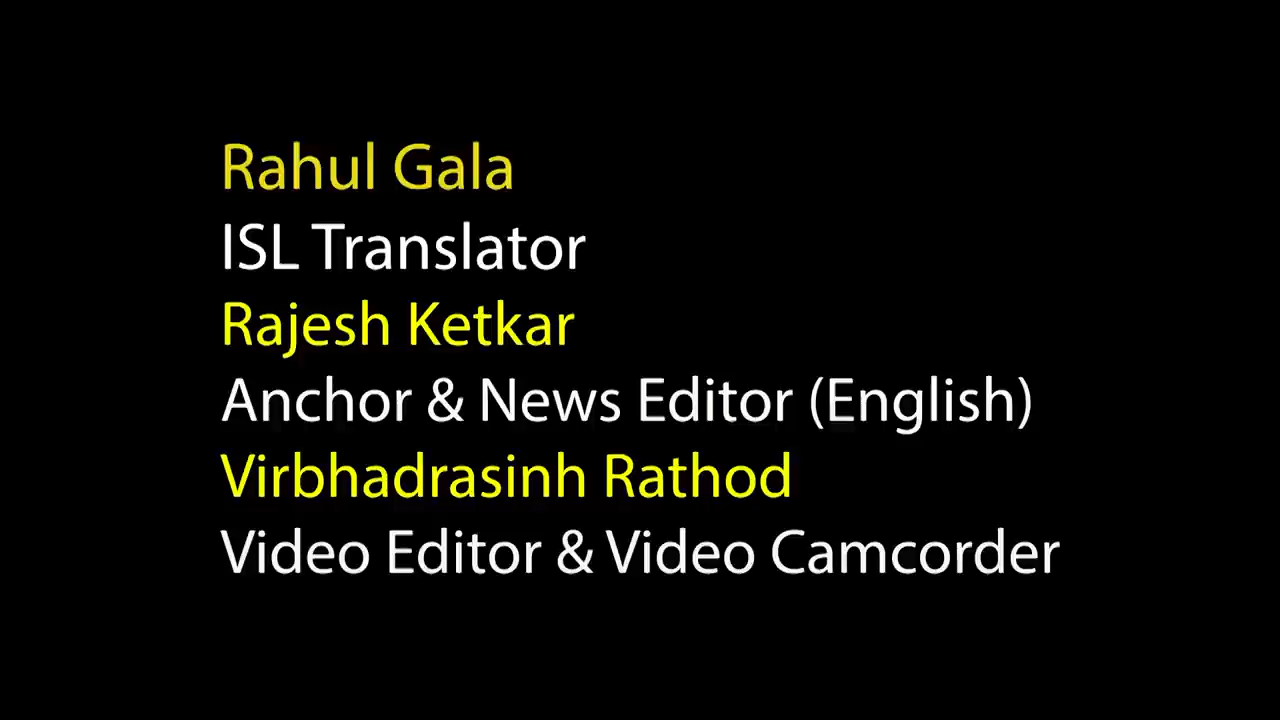 Rahul Gala
ISL Translator
Rajesh Ketkar
Anchor & News Editor (English)
Virbhadrasinh Rathod
Video Editor & Video Camcorder